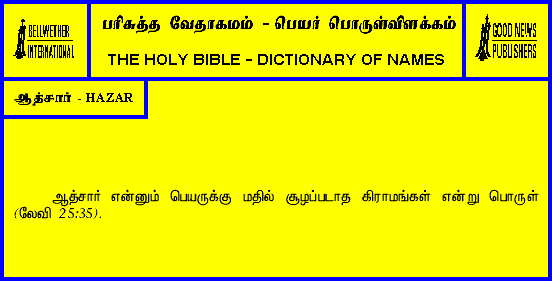 BELLWETHER
INTERNATIONAL
பரிசுத்த வேதாகமம் - பெயர் பொருள்விளக்கம்
THE HOLY BIBLE - DICTIONARY OF NAMES
GOOD NEWS
PUBLISHERS
ஆத்சார் - HAZAR
ஆத்சார் என்னும் பெயருக்கு மதில் சூழப்படாத கிராமங்கள் என்று பொருள்
(லேவி 25:35).